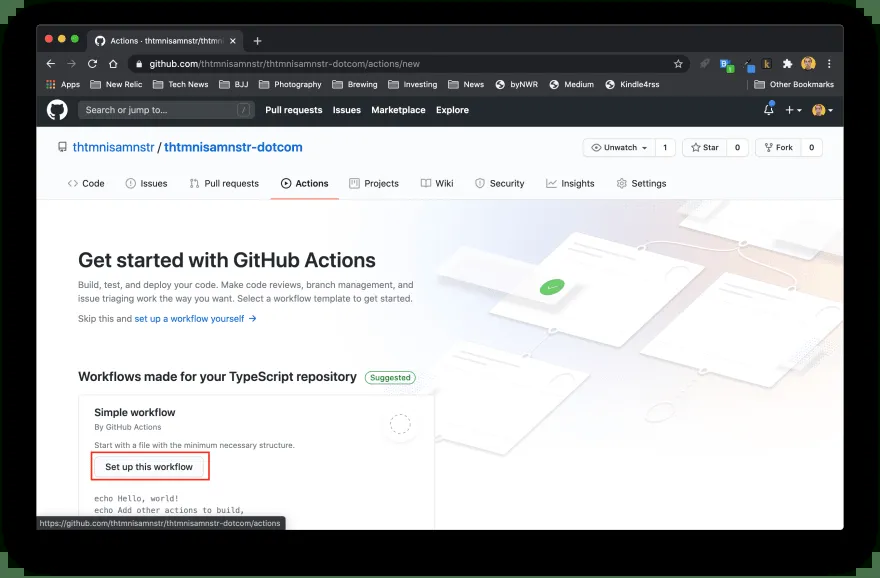 Actions · thtmnisamnstr/thtmni
github.com/thtmnisamnstr/thtmnisamnstr-dotcom/actions/new
Apps New Relic Tech News BJJ Photography Brewing Investing News byNWR Medium Kindle4rss Other Bookmarks
Search or jump to... / Pull requests Issues Marketplace Explore
thtmnisamnstr / thtmnisamnstr-dotcom Unwatch 1 Star 0 Fork 0
Code Issues Pull requests Actions Projects Wiki Security Insights Settings
Get started with GitHub Actions
Build, test, and deploy your code. Make code reviews, branch management, and
issue triaging work the way you want. Select a workflow template to get started.
Skip this and set up a workflow yourself →
Workflows made for your TypeScript repository Suggested
Simple workflow
By GitHub Actions
Start with a file with the minimum necessary structure.
Set up this workflow
echo Hello, world!
echo Add other actions to build,
https://github.com/thtmnisamnstr/thtmnisamnstr-dotcom/actions